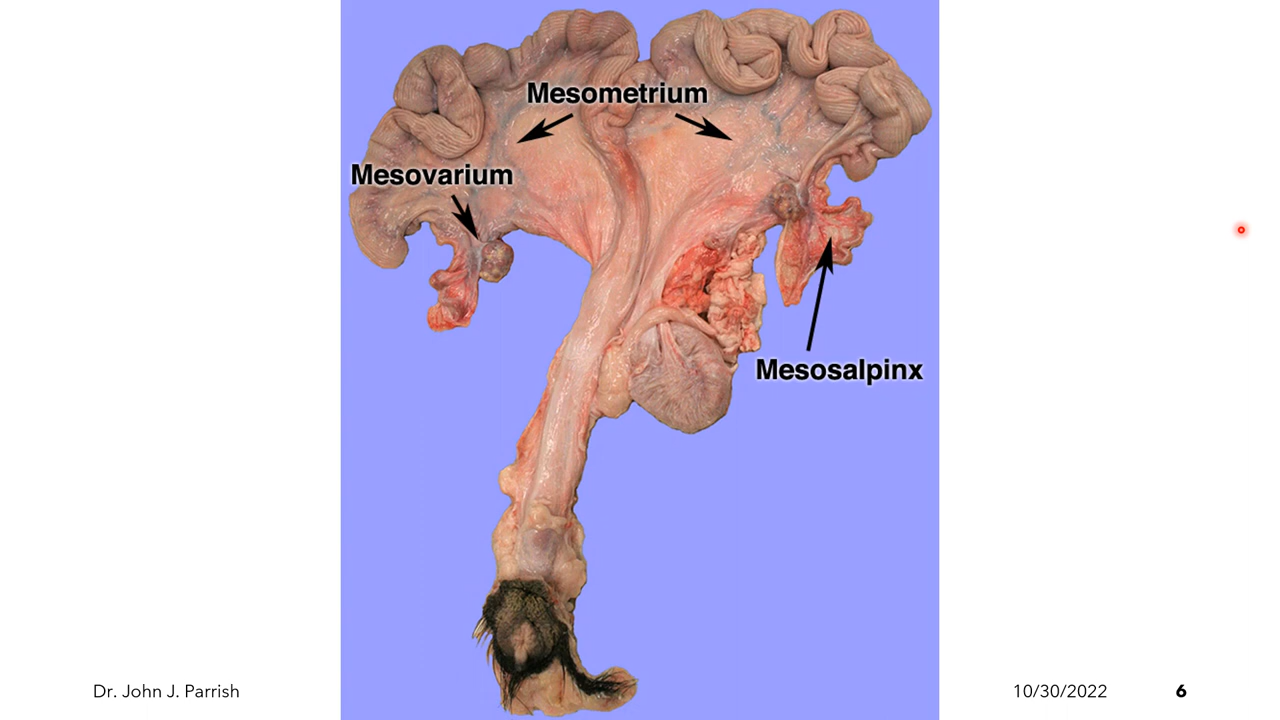 Mesometrium
Mesovarium
Mesosalpinx
Dr. John J. Parrish
10/30/2022
6